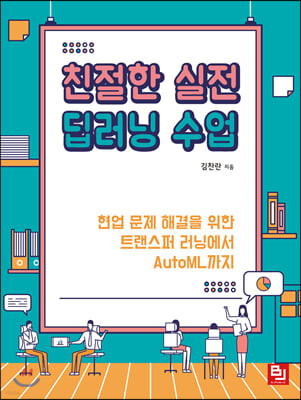 친절한 실전
딥러닝 수업
김찬란 지음
현업 문제 해결을 위한
트랜스퍼 러닝에서
AutoML까지
BJ